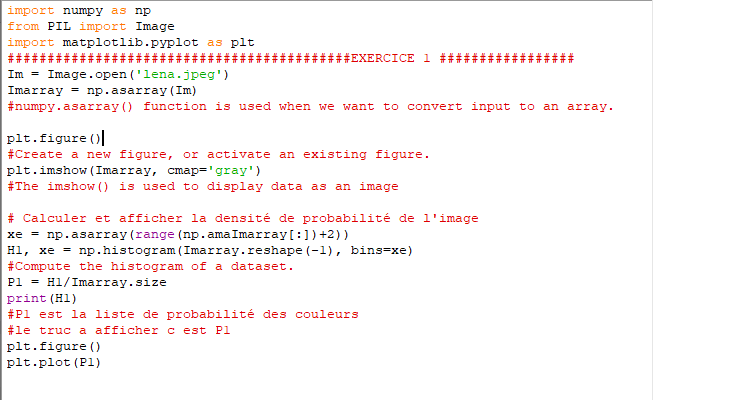 import numpy as np
from PIL import Image
import matplotlib.pyplot as plt
###########################################EXERCICE 1 #################
Im = Image.open('lena.jpeg')
Imarray = np.asarray(Im)
#numpy.asarray() function is used when we want to convert input to an array.
plt.figure()
#Create a new figure, or activate an existing figure.
plt.imshow(Imarray, cmap='gray')
#The imshow() is used to display data as an image
# Calculer et afficher la densité de probabilité de l'image
xe = np.asarray(range(np.amaImarray[:])+2))
H1, xe = np.histogram(Imarray.reshape(-1), bins=xe)
#Compute the histogram of a dataset.
P1 = H1/Imarray.size
print(H1)
#P1 est la liste de probabilité des couleurs
#le truc a afficher c est P1
plt.figure()
plt.plot(P1)